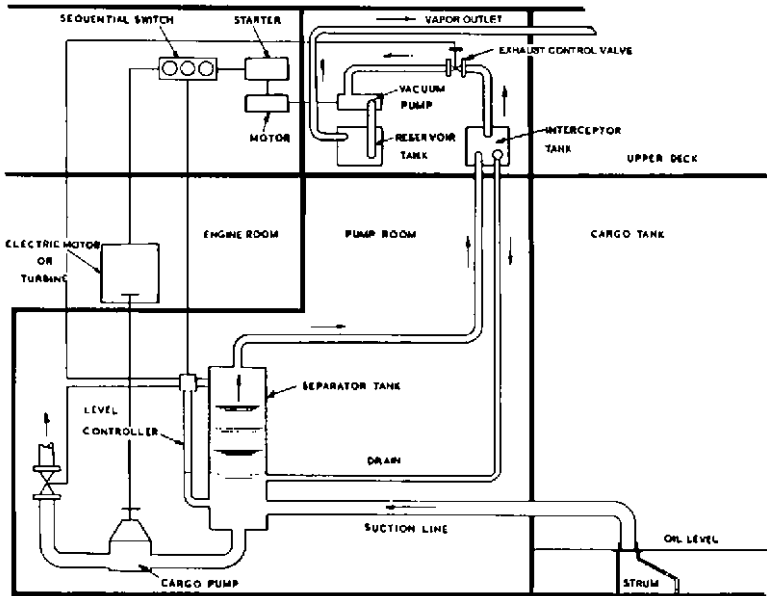 SEQUENTIAL SWITCH
STARTER
VAPOR OUTLET
EXHAUST CONTROL VALVE
VACUUM
PUMP
MOTOR
RESERVOIR
TANK
INTERCEPTOR
TANK
UPPER DECK
ELECTRIC MOTOR
OR
TURBINE
ENGINE ROOM
PUMP ROOM
CARGO TANK
SEPARATOR TANK
LEVEL
CONTROLLER
DRAIN
SUCTION LINE
OIL LEVEL
CARGO PUMP
STRUM